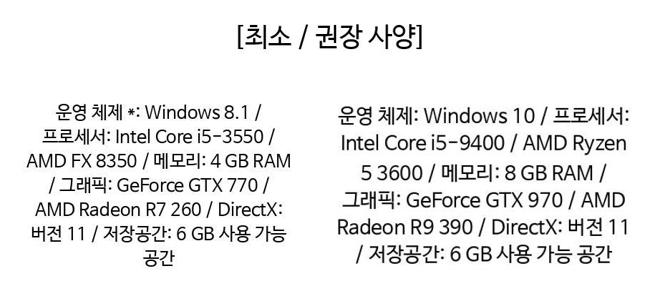 [최소 / 권장 사양]
운영 체제 *: Windows 8.1 /
프로세서: Intel Core i5-3550 /
AMD FX 8350 / 메모리: 4 GB RAM
/ 그래픽: GeForce GTX 770 /
AMD Radeon R7 260 / DirectX:
버전 11 / 저장공간: 6 GB 사용 가능
공간
운영 체제: Windows 10 / 프로세서:
Intel Core i5-9400 / AMD Ryzen
5 3600 / 메모리: 8 GB RAM /
그래픽: GeForce GTX 970 / AMD
Radeon R9 390 / DirectX: 버전 11
/ 저장공간: 6 GB 사용 가능 공간